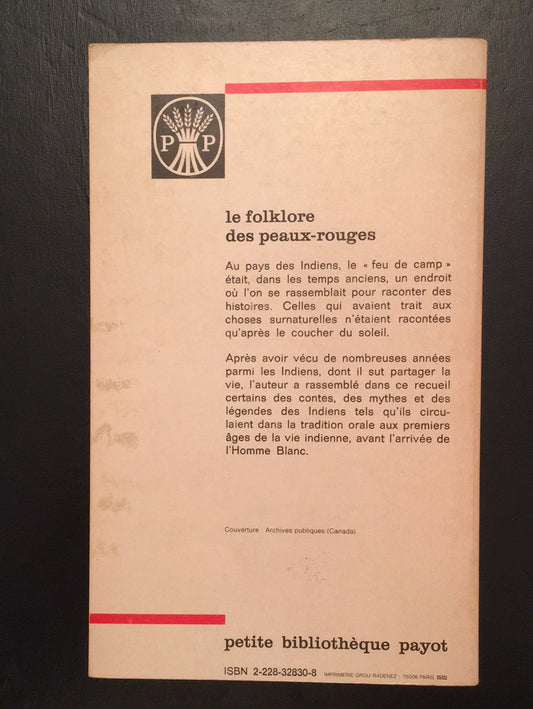 P P
le folklore
des peaux-rouges
Au pays des Indiens, le « feu de camp »
était, dans les temps anciens, un endroit
où l'on se rassemblait pour raconter des
histoires. Celles qui avaient trait aux
choses surnaturelles n'étaient racontées
qu'après le coucher du soleil.
Après avoir vécu de nombreuses années
parmi les Indiens, dont il sut partager la
vie, l'auteur a rassemblé dans ce recueil
certains des contes, des mythes et des
légendes des Indiens tels qu'ils circu-
laient dans la tradition orale aux premiers
âges de la vie indienne, avant l'arrivée de
l'Homme Blanc.
Couverture : Archives publiques (Canada).
petite bibliothèque payot
ISBN 2-228-32830-8 IMPRIMERIE GROU-RADENEZ - 75006 PARIS